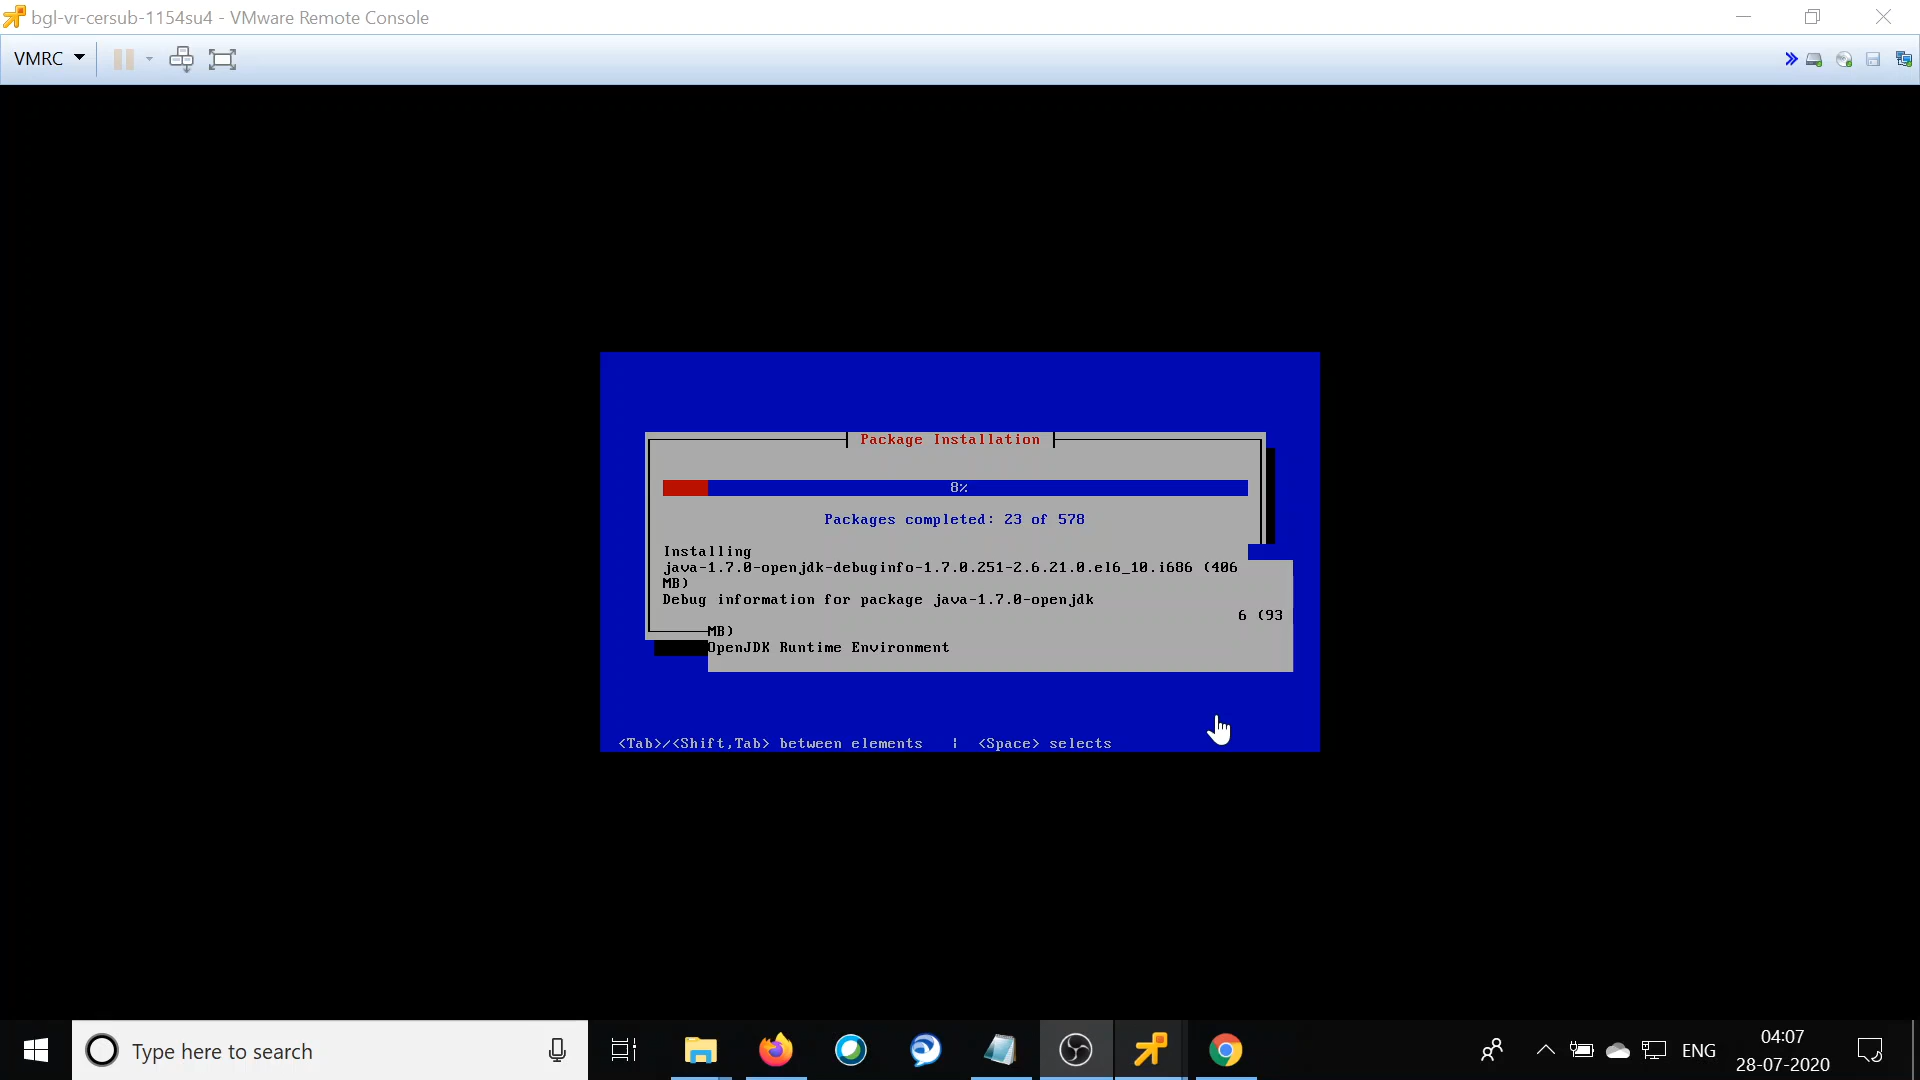 bgl-vr-cersub-1154su4 - VMware Remote Console
VMRC
Package Installation
8%
Packages completed: 23 of 578
Installing
java-1.7.0-openjdk-debuginfo-1.7.0.251-2.6.21.0.el6_10.i686 (406
MB)
Debug information for package java-1.7.0-openjdk
6 (93
MB)
OpenJDK Runtime Environment
<Tab>/<Shift,Tab> between elements | <Space> selects
Type here to search
ENG
04:07
28-07-2020